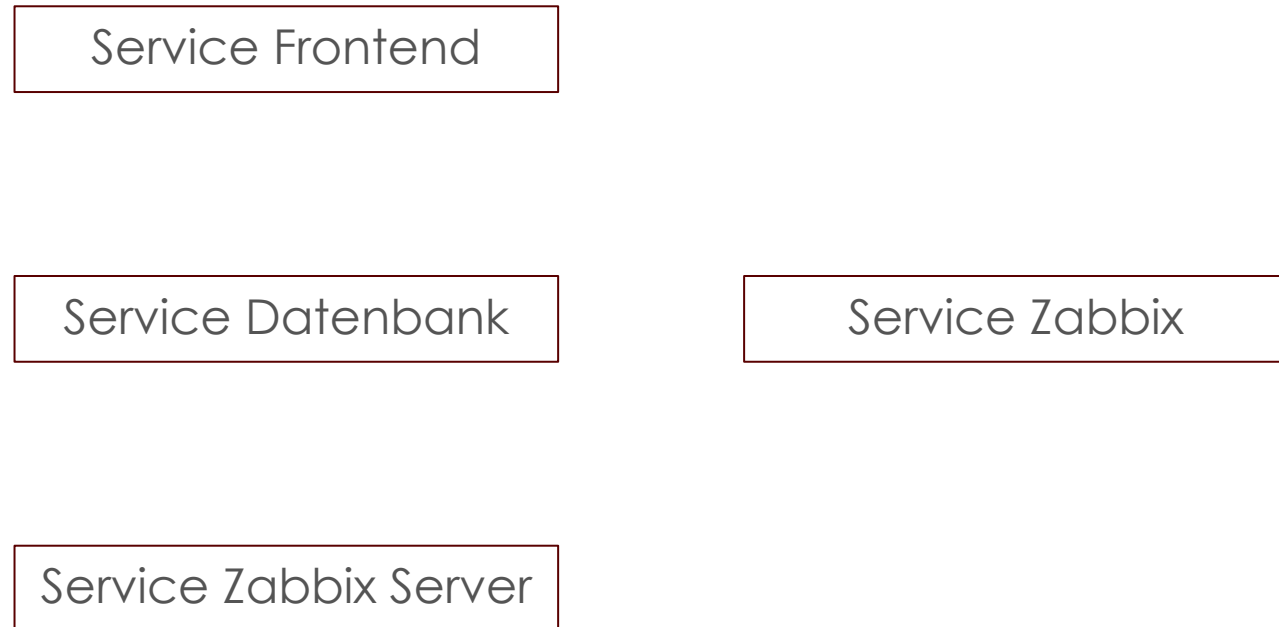 Service Frontend
Service Datenbank
Service Zabbix
Service Zabbix Server